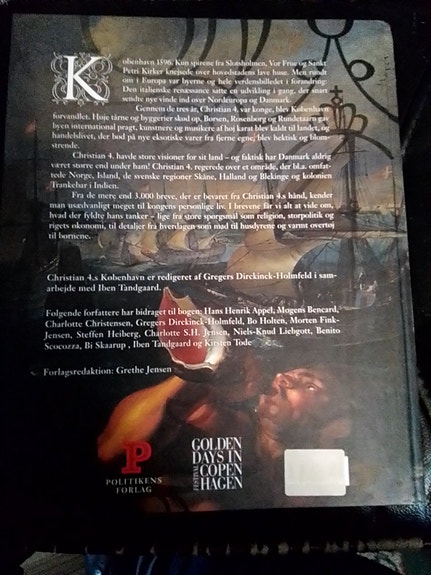 København 1596. Kun spirene fra Slotsholmen, Vor Frue og Sankt
Petri Kirker knejsede over hovedstadens lave huse. Men rundt
om i Europa var byerne og hele verdensbilledet i forandring:
Den italienske renæssance satte en udvikling i gang, der snart
sendte nye vinde ind over Nordeuropa og Danmark.
Gennem de tres år, Christian 4. var konge, blev København
forvandlet. Høje tårne og byggerier skød op, Børsen, Rosenborg og Rundetaarn gav
byen international pragt, kunstnere og musikere af høj karat blev kaldt til landet, og
handelslivet, der bød på nye eksotiske varer fra fjerne egne, blev hektisk og blom-
strende.
Christian 4. havde store visioner for sit land – og faktisk har Danmark aldrig
været større end under ham! Christian 4. regerede over et område, der bl.a. omfat-
tede Norge, Island, de svenske regioner Skåne, Halland og Blekinge og kolonien
Trankebar i Indien.
Fra de mere end 3.000 breve, der er bevaret fra Christian 4.s hånd, kender
man usædvanligt meget til kongens personlige liv. I brevene får vi alt at vide om,
hvad der fyldte hans tanker – lige fra store spørgsmål som religion, storpolitik og
rigets økonomi, til detaljer fra hverdagen som mad til husdyrene og varmt overtøj
til børnene.
Christian 4.s København er redigeret af Gregers Dirckinck-Holmfeld i sam-
arbejde med Iben Tandgaard.
Følgende forfattere har bidraget til bogen: Hans Henrik Appel, Mogens Bencard,
Charlotte Christensen, Gregers Dirckinck-Holmfeld, Bo Holten, Morten Fink-
Jensen, Steffen Heiberg, Charlotte S.H. Jensen, Niels-Knud Liebgott, Benito
Scocozza, Bi Skaarup , Iben Tandgaard og Kirsten Tode
Forlagsredaktion: Grethe Jensen
P
POLITIKENS
FORLAG
GOLDEN
DAYS IN
COPEN
HAGEN
FESTIVAL